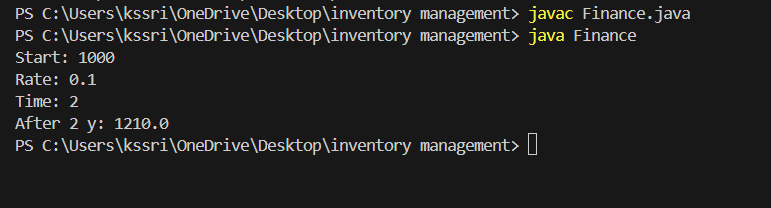 PS C:\Users\kssri\OneDrive\Desktop\inventory management> javac Finance.java
PS C:\Users\kssri\OneDrive\Desktop\inventory management> java Finance
Start: 1000
Rate: 0.1
Time: 2
After 2 y: 1210.0
PS C:\Users\kssri\OneDrive\Desktop\inventory management>